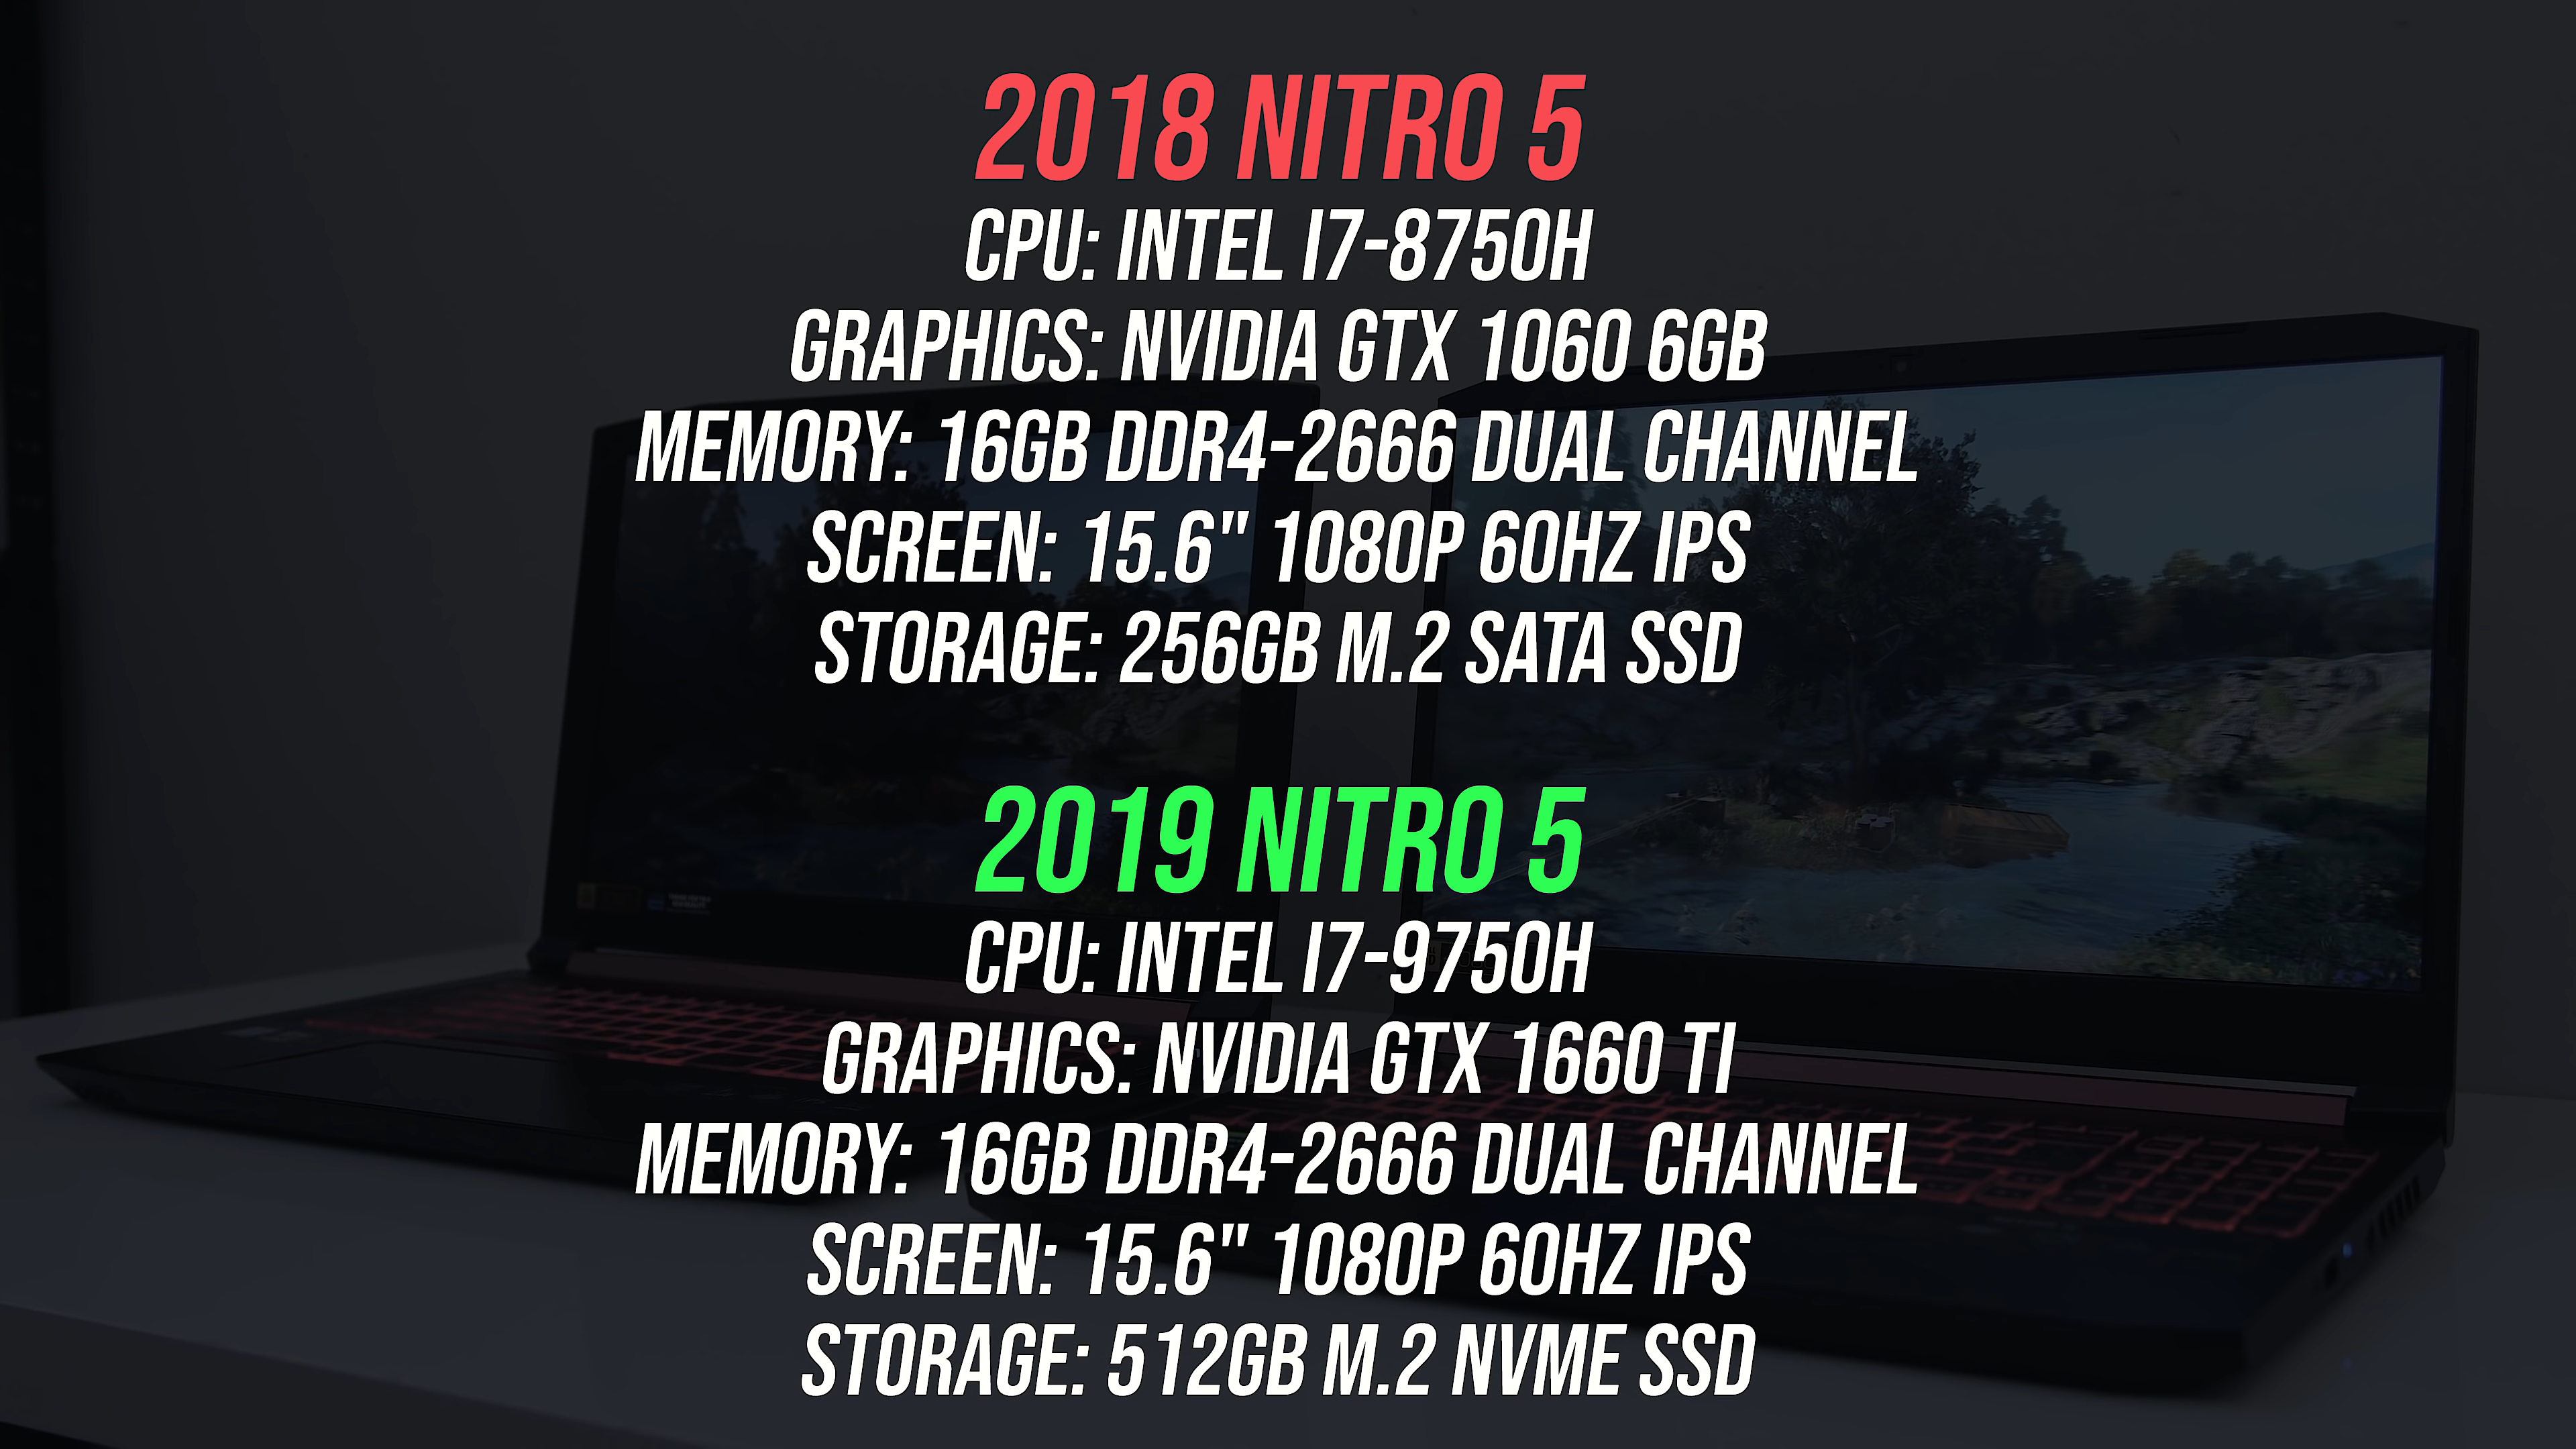 2018 NITRO 5
CPU: INTEL I7-8750H
GRAPHICS: NVIDIA GTX 1060 6GB
MEMORY: 16GB DDR4-2666 DUAL CHANNEL
SCREEN: 15.6" 1080P 60HZ IPS
STORAGE: 256GB M.2 SATA SSD
2019 NITRO 5
CPU: INTEL I7-9750H
GRAPHICS: NVIDIA GTX 1660 TI
MEMORY: 16GB DDR4-2666 DUAL CHANNEL
SCREEN: 15.6" 1080P 60HZ IPS
STORAGE: 512GB M.2 NVME SSD